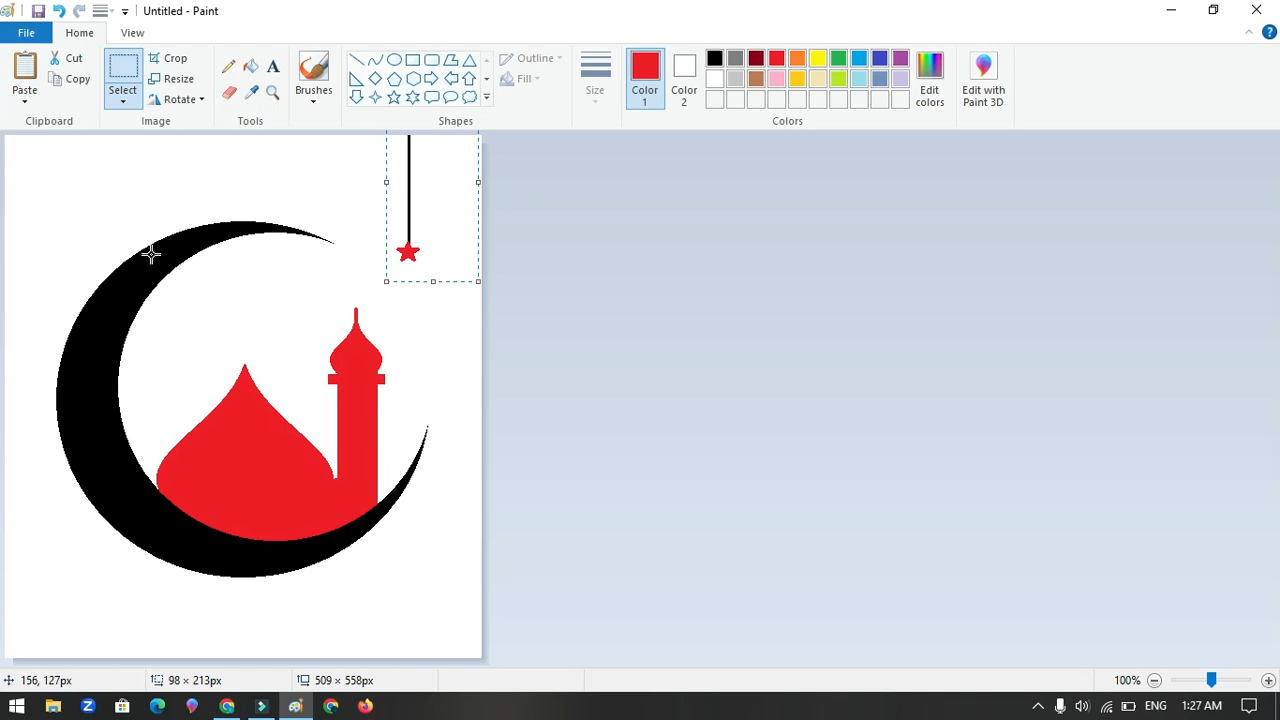 Untitled - Paint
File
Home
View
Paste
Cut
Copy
Clipboard
Select
Crop
Resize
Rotate
Image
A
Tools
Brushes
Outline
Fill
Shapes
Size
Color
1
Color
2
Edit
colors
Colors
Edit with
Paint 3D
156, 127px
98 × 213px
509 × 558px
100%
ENG
1:27 AM